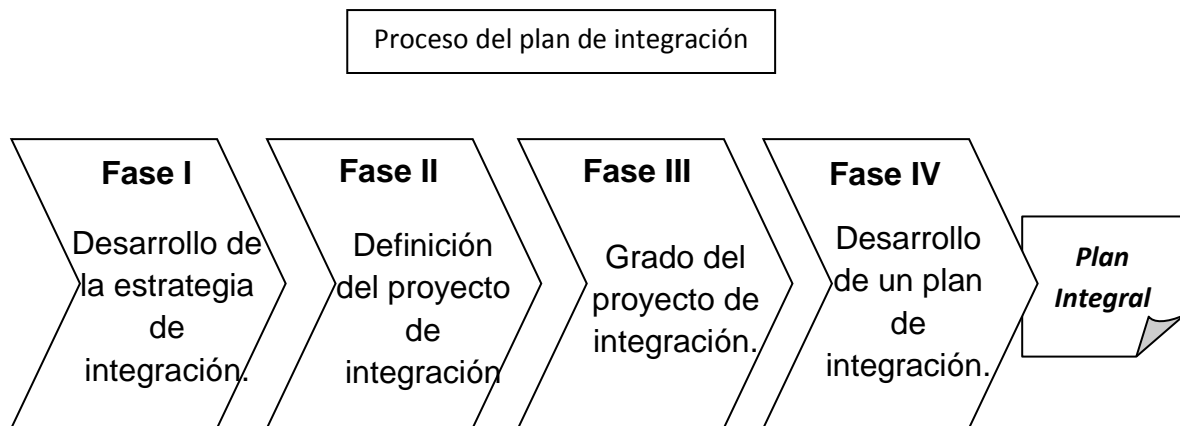 Proceso del plan de integración
Fase I
Desarrollo de
la estrategia
de
integración.
Fase II
Definición
del proyecto
de
integración
Fase III
Grado del
proyecto de
integración.
Fase IV
Desarrollo
de un plan
de
integración.
Plan
Integral